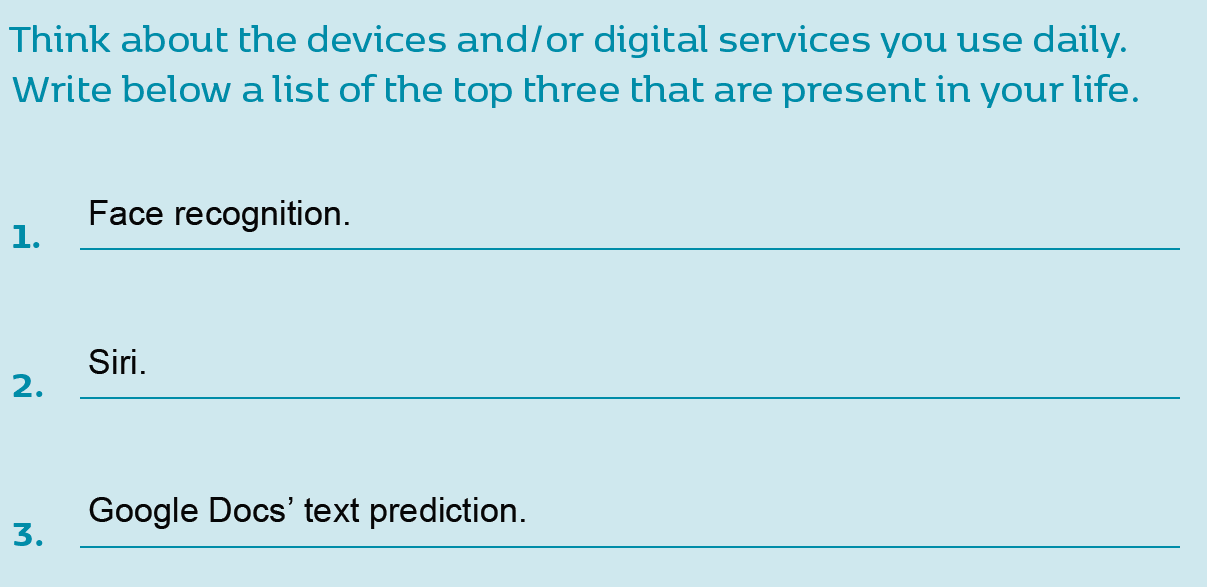 Think about the devices and/or digital services you use daily.
Write below a list of the top three that are present in your life.
1. Face recognition.
2. Siri.
3. Google Docs’ text prediction.